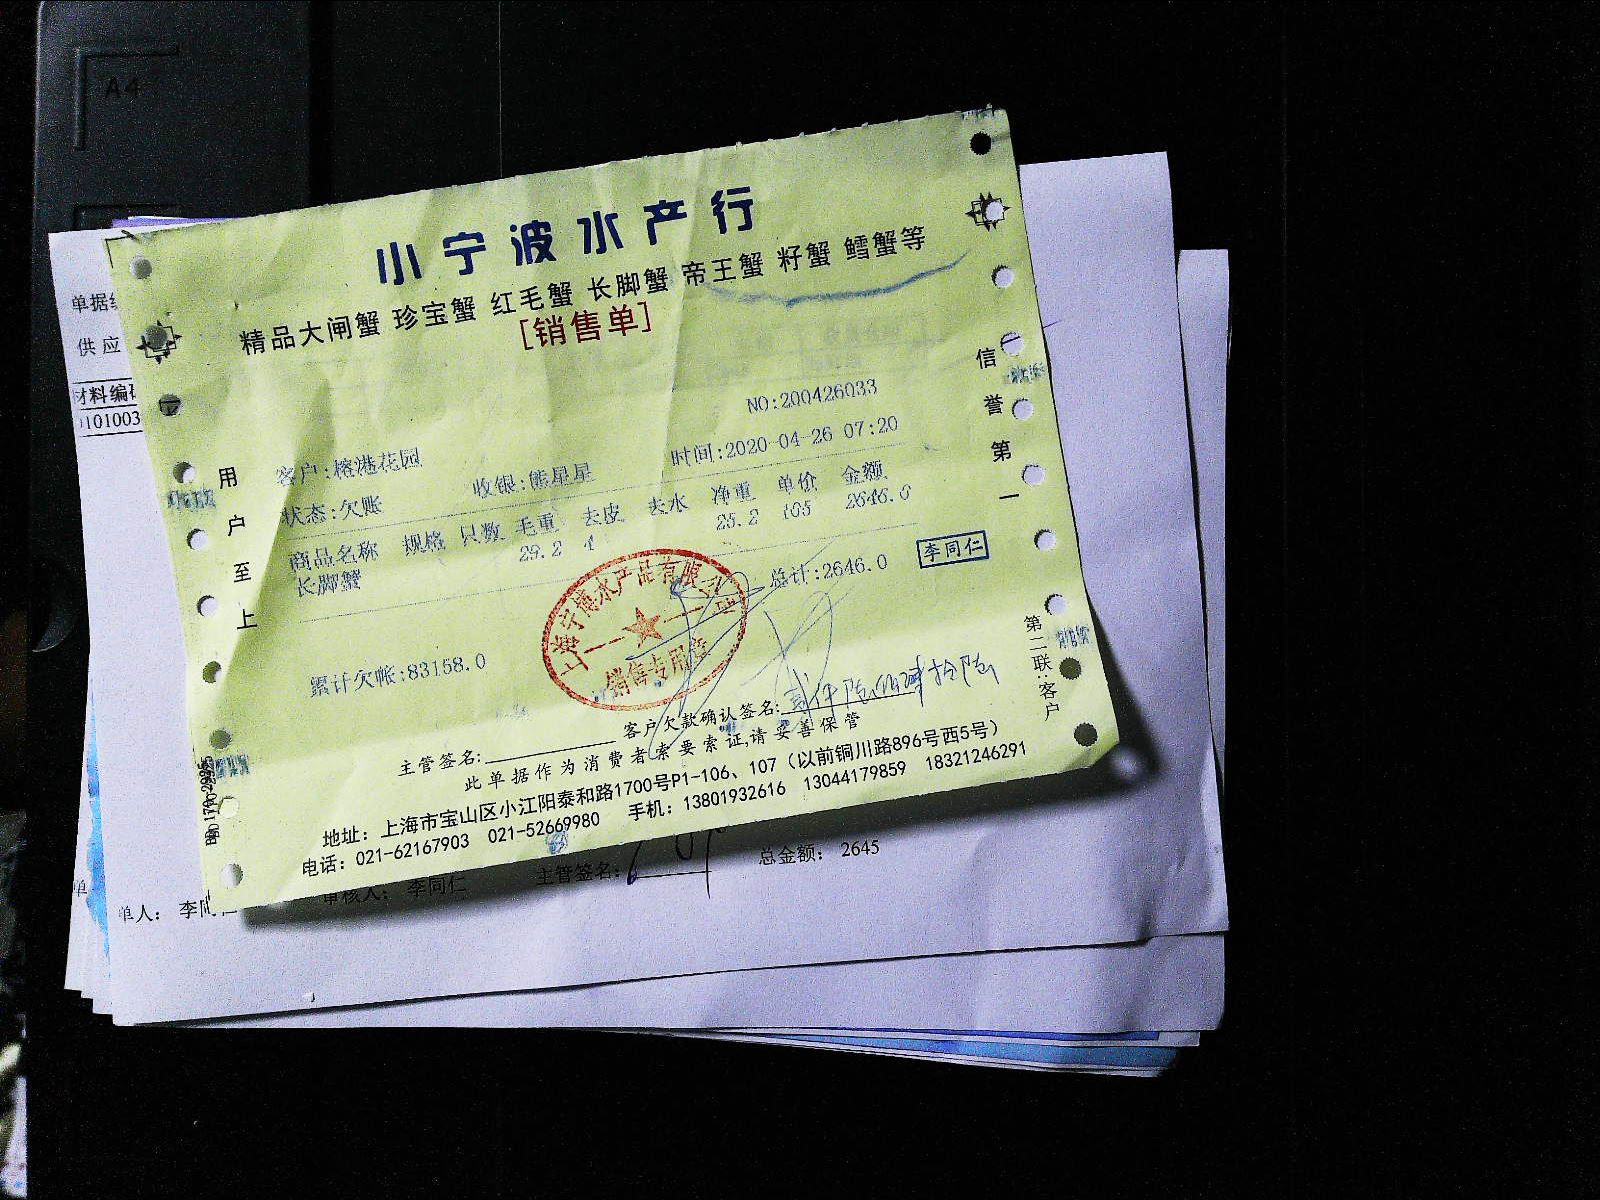 A4
小宁波水产行
精品大闸蟹 珍宝蟹 红毛蟹 长脚蟹 帝王蟹 籽蟹 鳕蟹等
[销售单]
NO:200426033
客户:榕港花园 收银:熊星星 时间:2020-04-26 07:20
状态:欠账
商品名称 规格 只数 毛重 去皮 去水 净重 单价 金额
长脚蟹 29.2 4 25.2 105 2646.0
总计:2646.0
李同仁
累计欠帐:83158.0
上海宁博水产品有限公司
销售专用章
主管签名: 客户欠款确认签名: 贰仟陆佰肆拾陆
此单据作为消费者索要索证,请妥善保管
地址：上海市宝山区小江阳泰和路1700号P1-106、107（以前铜川路896号西5号）
电话：021-62167903 021-52669980 手机：13801932616 13044179859 18321246291
用户至上
信誉第一
第二联:客户
单据
供应
材料编码
0101003
单人： 李同仁 审核人： 李同仁 主管签名: 总金额： 2645